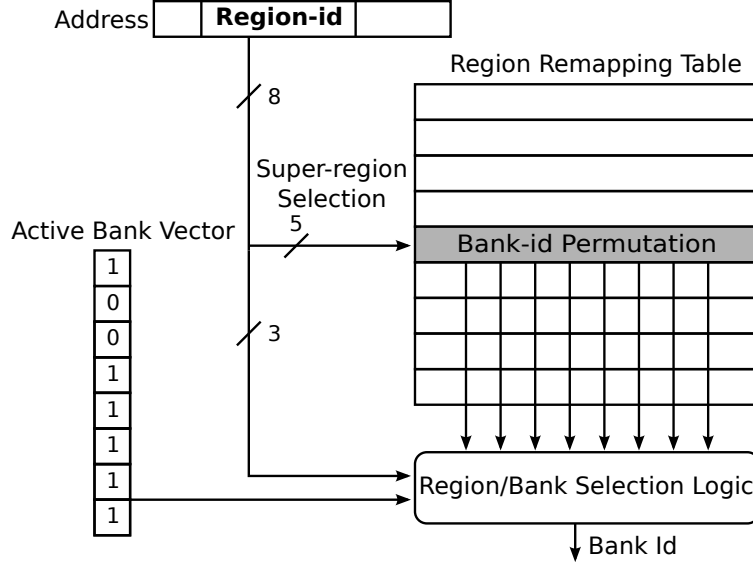 Address
Region-id
8
Region Remapping Table
Super-region
Selection
5
Bank-id Permutation
Active Bank Vector
1
0
0
1
1
1
1
1
3
Region/Bank Selection Logic
Bank Id